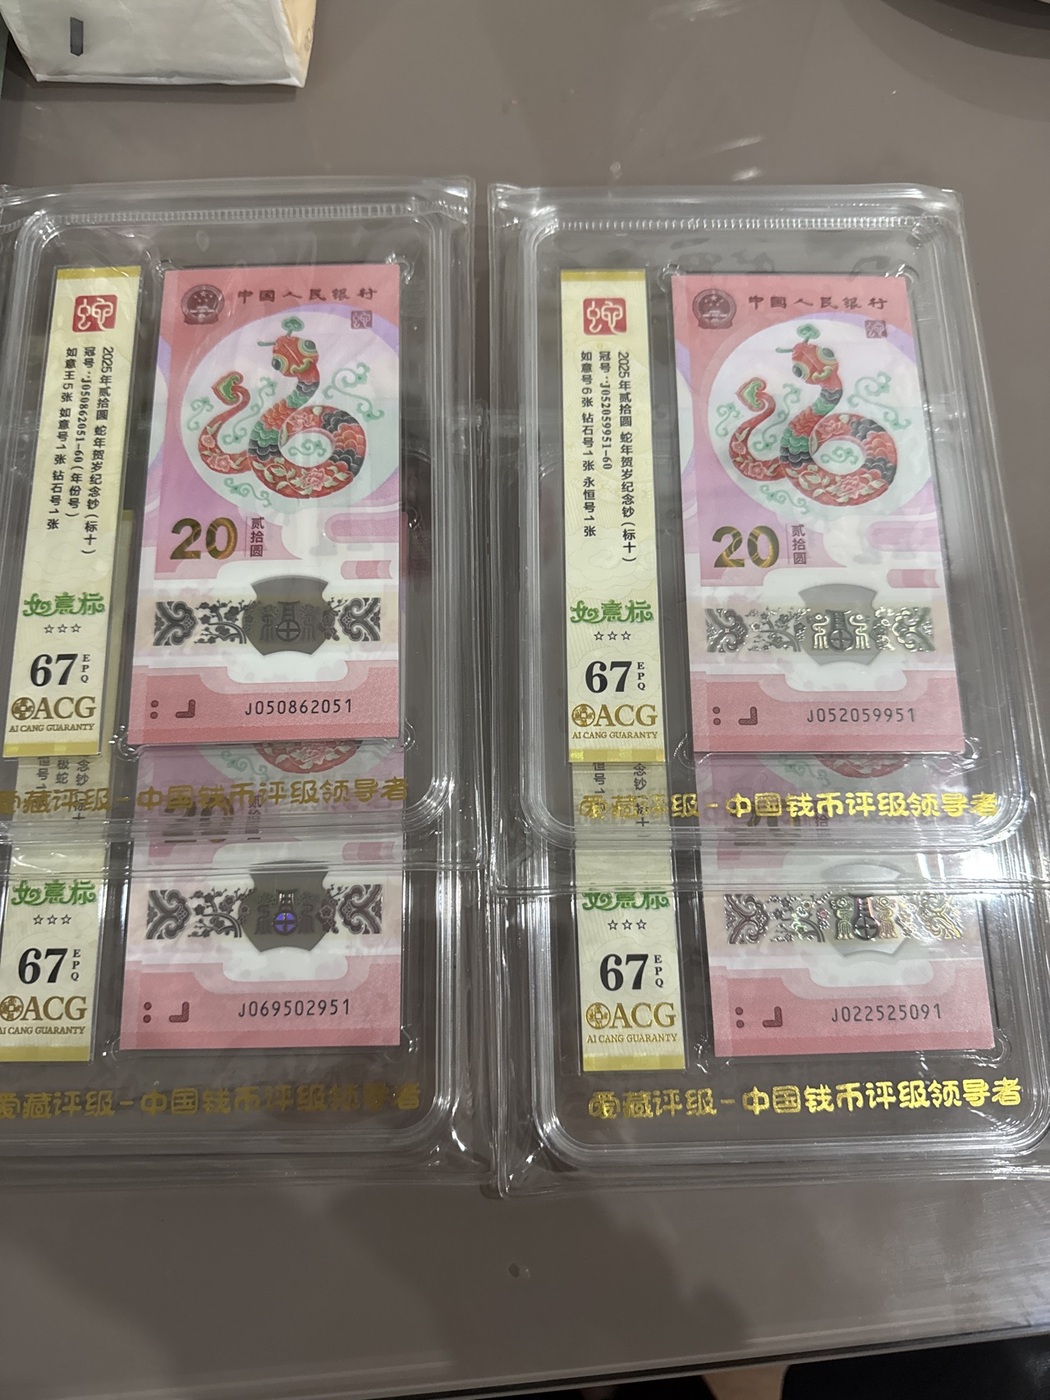 2025年贰拾圆 蛇年贺岁纪念钞(标十)
冠号:J050862051-60(年份号)
如意王5张 如意号1张 钻石号1张
如意标
☆☆☆
67 EPQ
ACG
AI CANG GUARANTY
中国人民银行
20 贰拾圆
J050862051
爱藏评级-中国钱币评级领导者
2025年贰拾圆 蛇年贺岁纪念钞(标十)
冠号:J052059951-60
如意号6张 钻石号1张 永恒号1张
如意标
☆☆☆
67 EPQ
ACG
AI CANG GUARANTY
中国人民银行
20 贰拾圆
J052059951
爱藏评级-中国钱币评级领导者
如意标
☆☆☆
67 EPQ
ACG
AI CANG GUARANTY
J069502951
爱藏评级-中国钱币评级领导者
如意标
☆☆☆
67 EPQ
ACG
AI CANG GUARANTY
J022525091
爱藏评级-中国钱币评级领导者